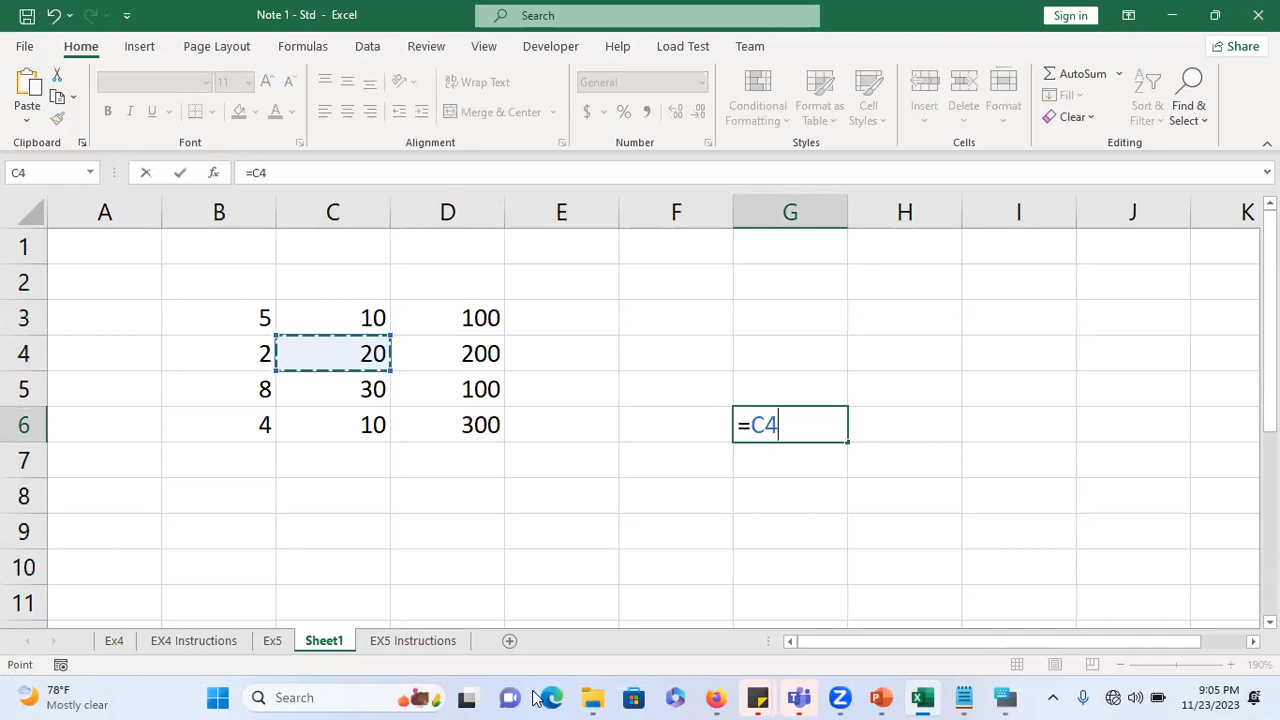 Note 1 - Std - Excel
Search
Sign in
File Home Insert Page Layout Formulas Data Review View Developer Help Load Test Team
Share
Paste
Clipboard
11
B I U
A A
A
Font
Wrap Text
Merge & Center
Alignment
General
$ % ,
Number
Conditional Formatting
Format as Table
Cell Styles
Styles
Insert
Delete
Format
Cells
AutoSum
Fill
Clear
Sort & Filter
Find & Select
Editing
C4
fx
=C4
A B C D E F G H I J K
1
2
3 5 10 100
4 2 20 200
5 8 30 100
6 4 10 300 =C4
7
8
9
10
11
Ex4 EX4 Instructions Ex5 Sheet1 EX5 Instructions
Point
190%
78°F
Mostly clear
Search
9:05 PM
11/23/2023